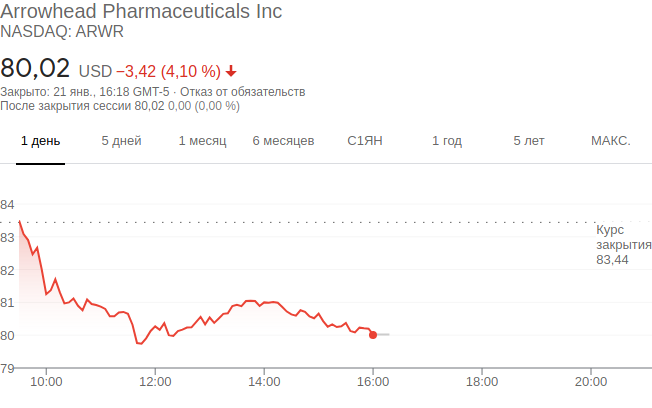 Arrowhead Pharmaceuticals Inc
NASDAQ: ARWR
80,02 USD −3,42 (4,10 %)
Закрыто: 21 янв., 16:18 GMT-5 · Отказ от обязательств
После закрытия сессии 80,02 0,00 (0,00 %)
1 день 5 дней 1 месяц 6 месяцев С1ЯН 1 год 5 лет МАКС.
84
83
82
81
80
79
Курс
закрытия
83,44
10:00 12:00 14:00 16:00 18:00 20:00